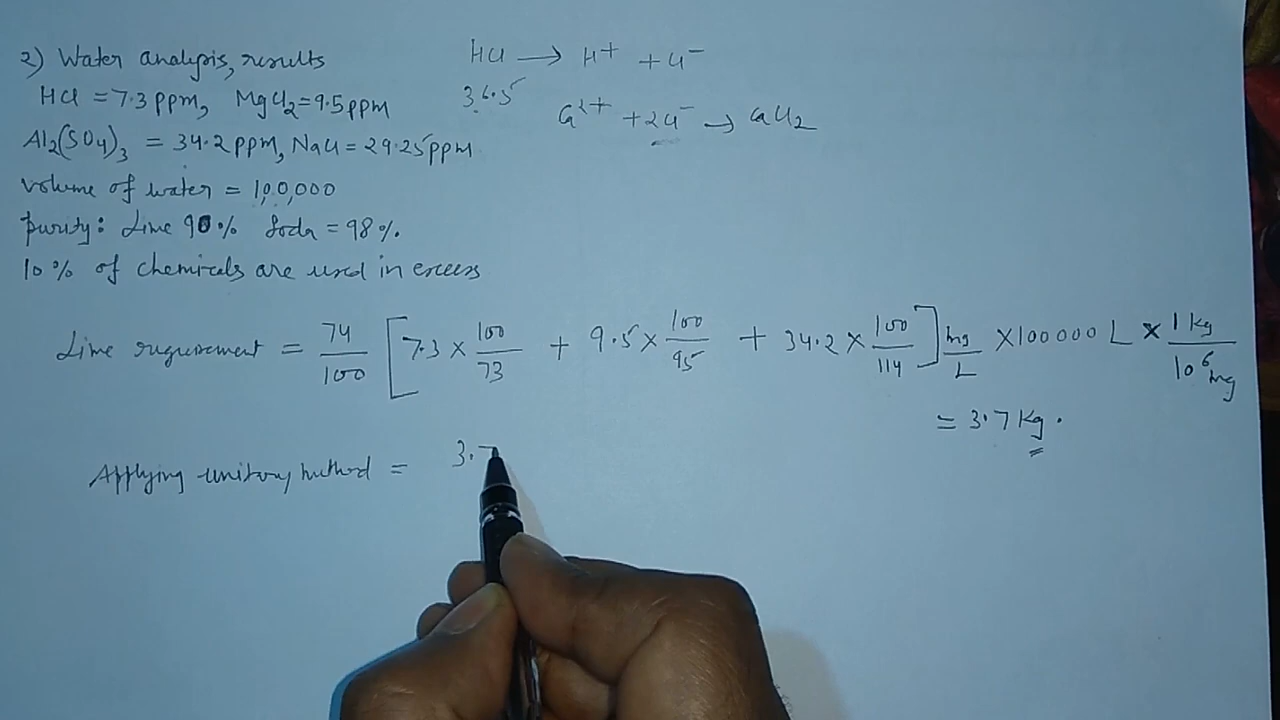 2) Water analysis, results
HCl = 7.3 ppm, MgCl2 = 9.5 ppm
Al2(SO4)3 = 34.2 ppm, NaCl = 29.25 ppm
volume of water = 1,0,0,000
purity: Lime 90% Soda = 98%.
10% of chemicals are used in excess
HCl → H+ + Cl-
36.5
Ca2+ + 2Cl- → CaCl2
Lime requirement = 74/100 [7.3 × 100/73 + 9.5 × 100/95 + 34.2 × 100/114] mg/L × 100000 L × 1 Kg/10^6 mg
= 3.7 Kg.
Applying unitary method = 3.7